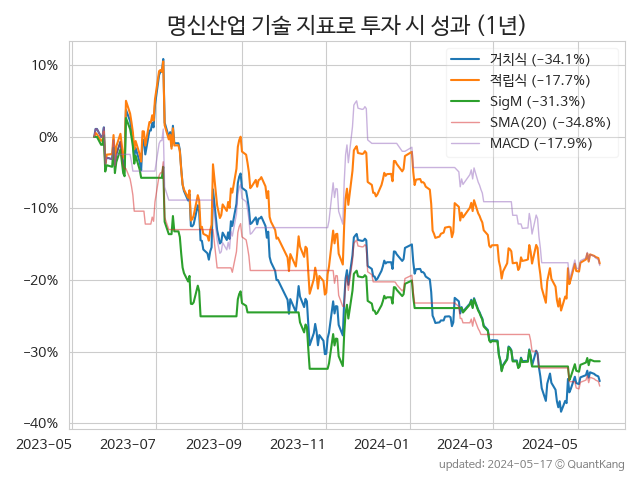 명신산업 기술 지표로 투자 시 성과 (1년)
거치식 (−34.1%)
적립식 (−17.7%)
SigM (−31.3%)
SMA(20) (−34.8%)
MACD (−17.9%)
10%
0%
−10%
−20%
−30%
−40%
2023-05
2023-07
2023-09
2023-11
2024-01
2024-03
2024-05
updated: 2024-05-17 © QuantKang